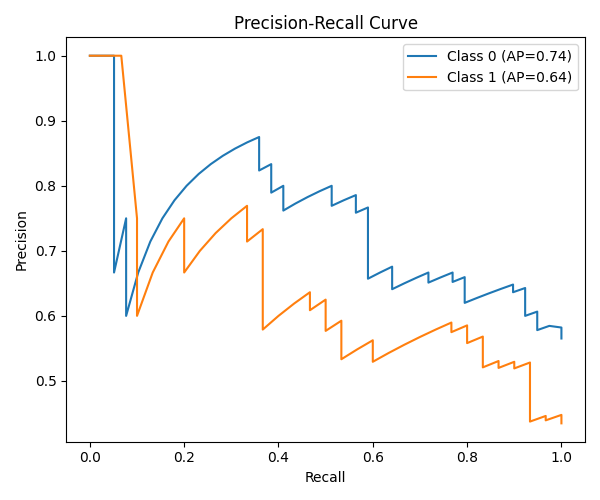 Precision-Recall Curve
Class 0 (AP=0.74)
Class 1 (AP=0.64)
Precision
1.0
0.9
0.8
0.7
0.6
0.5
0.0 0.2 0.4 0.6 0.8 1.0
Recall